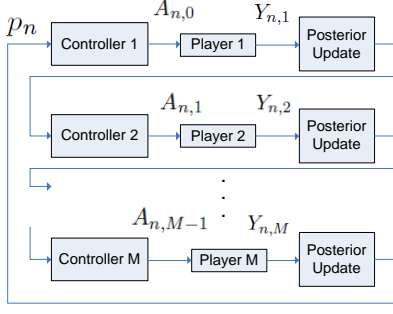 A_{n,0} Y_{n,1}
p_n Controller 1 Player 1 Posterior Update
A_{n,1} Y_{n,2}
Controller 2 Player 2 Posterior Update
⋮
A_{n,M-1} Y_{n,M}
Controller M Player M Posterior Update